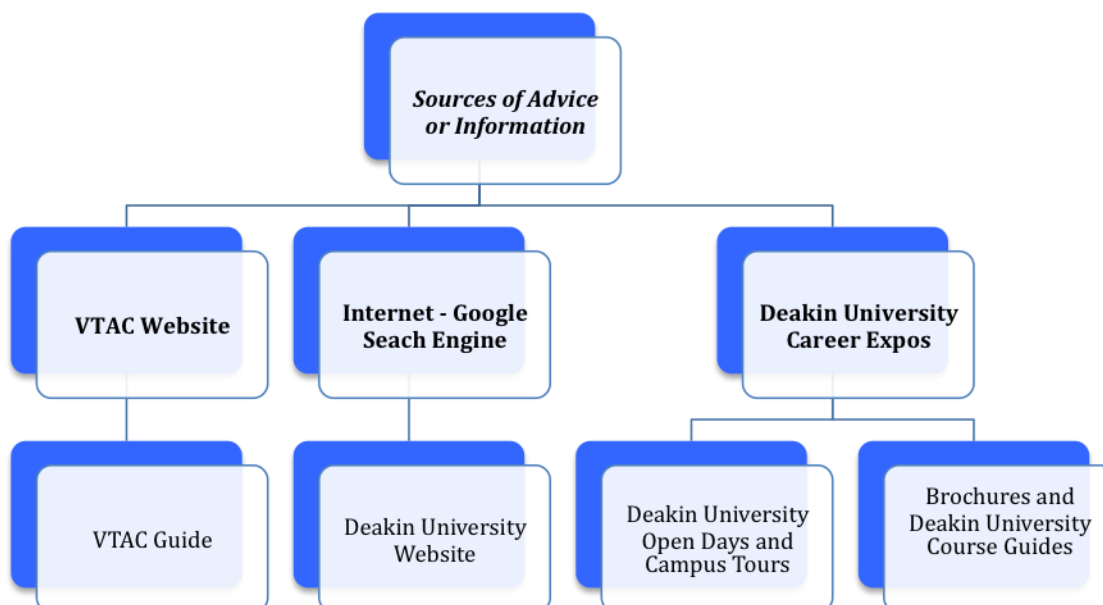 Sources of Advice
or Information
VTAC Website
Internet - Google
Seach Engine
Deakin University
Career Expos
VTAC Guide
Deakin University
Website
Deakin University
Open Days and
Campus Tours
Brochures and
Deakin University
Course Guides